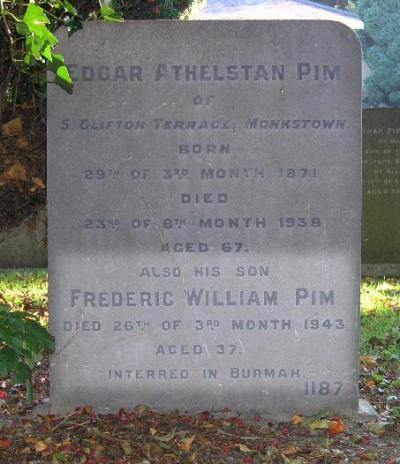 EDGAR ATHELSTAN PIM
OF
5, CLIFTON TERRACE, MONKSTOWN.
BORN
29TH OF 3RD MONTH 1871.
DIED
23RD OF 8TH MONTH 1938
AGED 67.
ALSO HIS SON
FREDERIC WILLIAM PIM
DIED 26TH OF 3RD MONTH 1943
AGED 37.
INTERRED IN BURMAH.
1187